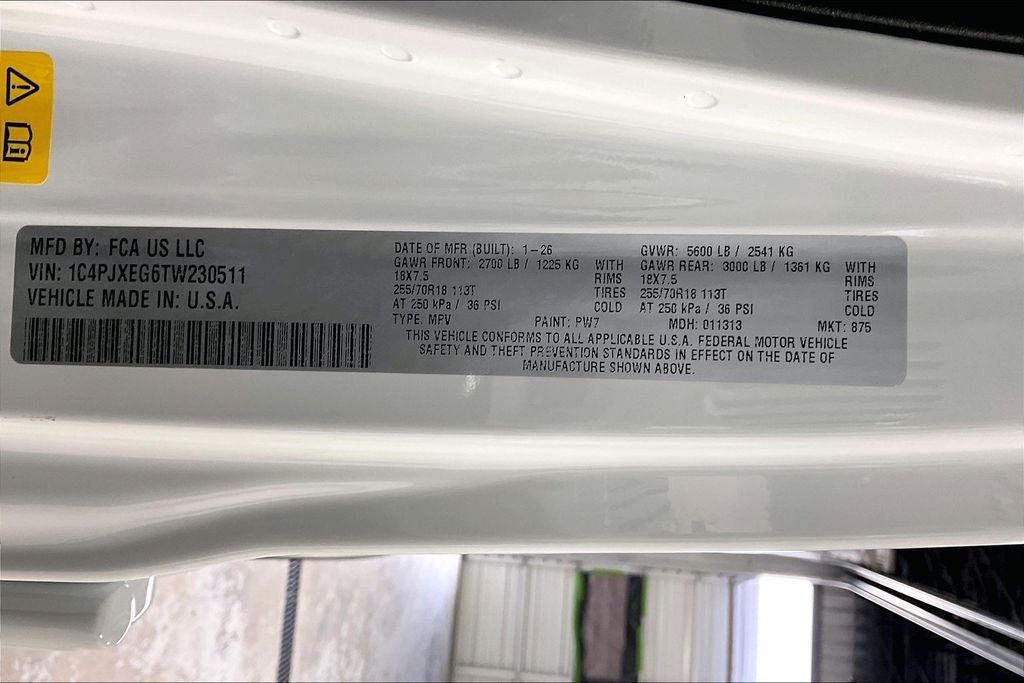 MFD BY: FCA US LLC
VIN: 1C4PJXEG6TW230511
VEHICLE MADE IN: U.S.A.
DATE OF MFR (BUILT): 1-26 GVWR: 5600 LB / 2541 KG
GAWR FRONT: 2700 LB / 1225 KG WITH GAWR REAR: 3000 LB / 1361 KG WITH
18X7.5 RIMS 18X7.5 RIMS
255/70R18 113T TIRES 255/70R18 113T TIRES
AT 250 kPa / 36 PSI COLD AT 250 kPa / 36 PSI COLD
TYPE: MPV PAINT: PW7 MDH: 011313 MKT: 875
THIS VEHICLE CONFORMS TO ALL APPLICABLE U.S.A. FEDERAL MOTOR VEHICLE
SAFETY AND THEFT PREVENTION STANDARDS IN EFFECT ON THE DATE OF
MANUFACTURE SHOWN ABOVE.